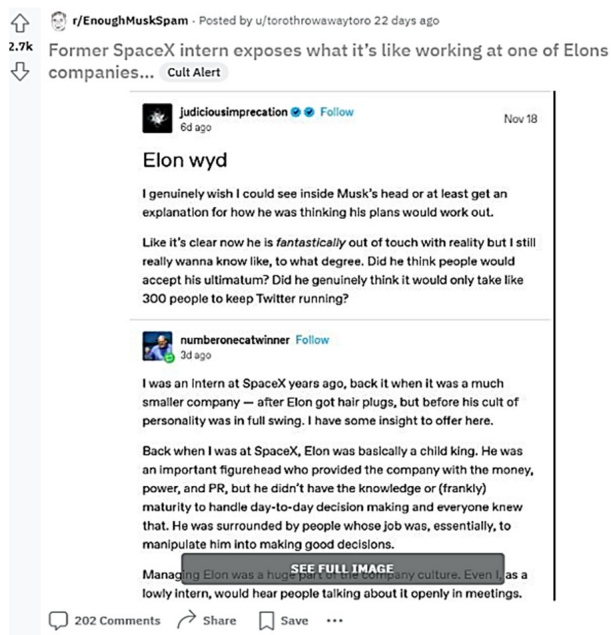 r/EnoughMuskSpam · Posted by u/torothrowawaytoro 22 days ago
2.7k
Former SpaceX intern exposes what it's like working at one of Elons
companies... Cult Alert
judiciousimprecation Follow
6d ago
Nov 18
Elon wyd
I genuinely wish I could see inside Musk's head or at least get an
explanation for how he was thinking his plans would work out.
Like it's clear now he is fantastically out of touch with reality but I still
really wanna know like, to what degree. Did he think people would
accept his ultimatum? Did he genuinely think it would only take like
300 people to keep Twitter running?
numberonecatwinner Follow
3d ago
I was an intern at SpaceX years ago, back it when it was a much
smaller company — after Elon got hair plugs, but before his cult of
personality was in full swing. I have some insight to offer here.
Back when I was at SpaceX, Elon was basically a child king. He was
an important figurehead who provided the company with the money,
power, and PR, but he didn't have the knowledge or (frankly)
maturity to handle day-to-day decision making and everyone knew
that. He was surrounded by people whose job was, essentially, to
manipulate him into making good decisions.
SEE FULL IMAGE
Managing Elon was a huge part of the company culture. Even I, as a
lowly intern, would hear people talking about it openly in meetings.
202 Comments Share Save ...